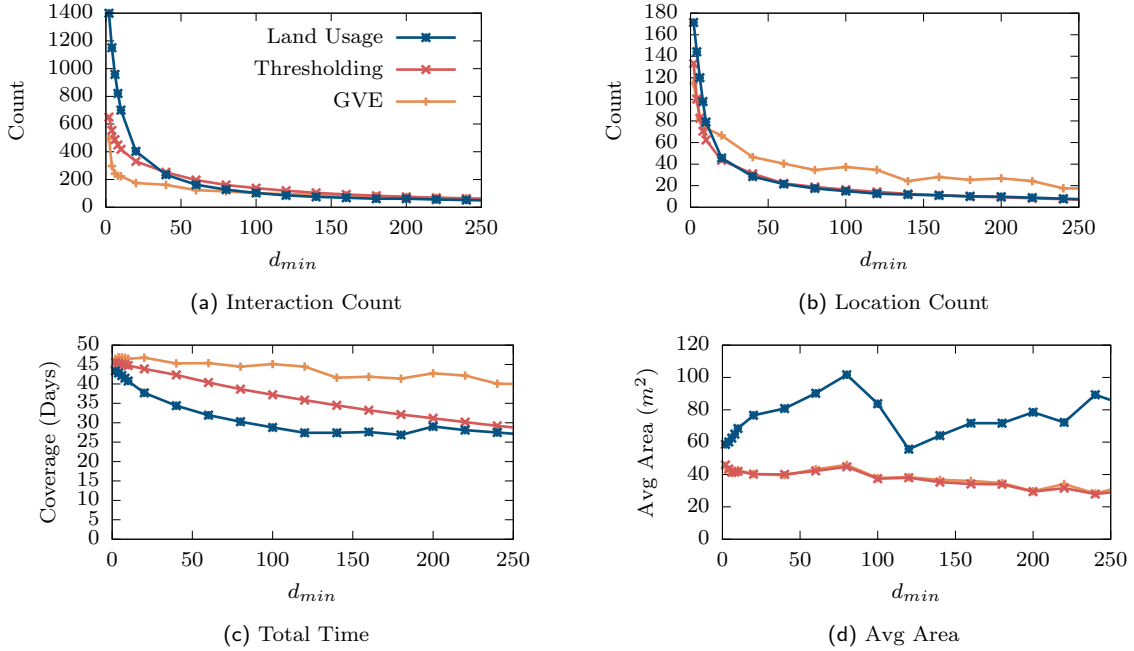 1400
1200
1000
800
600
400
200
0
Count
Land Usage
Thresholding
GVE
0 50 100 150 200 250
d_min
(a) Interaction Count
180
160
140
120
100
80
60
40
20
0
Count
0 50 100 150 200 250
d_min
(b) Location Count
50
45
40
35
30
25
20
15
10
5
0
Coverage (Days)
0 50 100 150 200 250
d_min
(c) Total Time
120
100
80
60
40
20
0
Avg Area (m²)
0 50 100 150 200 250
d_min
(d) Avg Area